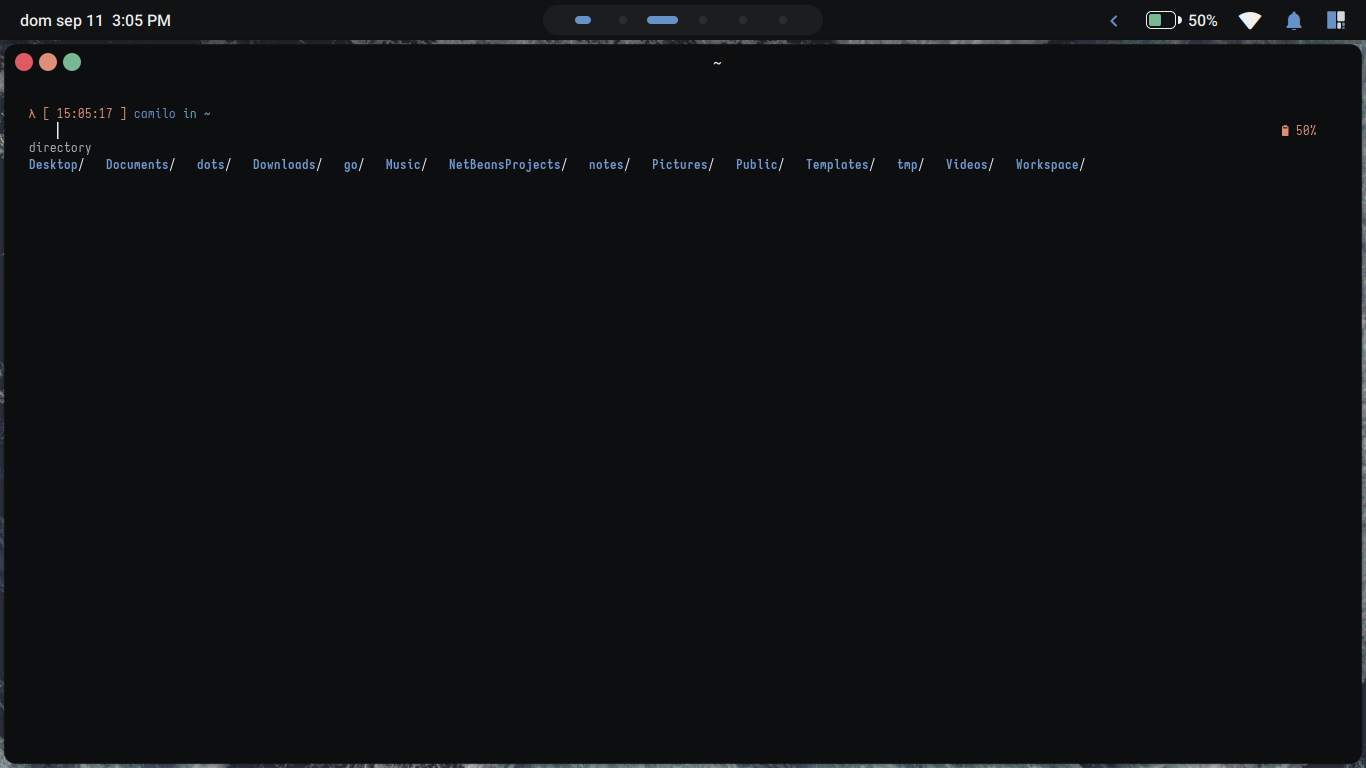 dom sep 11 3:05 PM
50%
~
λ [ 15:05:17 ] camilo in ~
50%
directory
Desktop/ Documents/ dots/ Downloads/ go/ Music/ NetBeansProjects/ notes/ Pictures/ Public/ Templates/ tmp/ Videos/ Workspace/